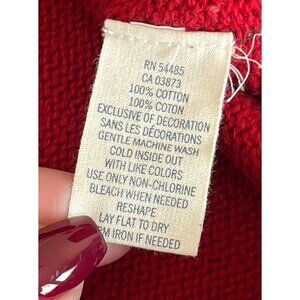 RN 54485
CA 03873
100% COTTON
100% COTON
EXCLUSIVE OF DECORATION
SANS LES DÉCORATIONS
GENTLE MACHINE WASH
COLD INSIDE OUT
WITH LIKE COLORS
USE ONLY NON-CHLORINE
BLEACH WHEN NEEDED
RESHAPE
LAY FLAT TO DRY
IRON IF NEEDED